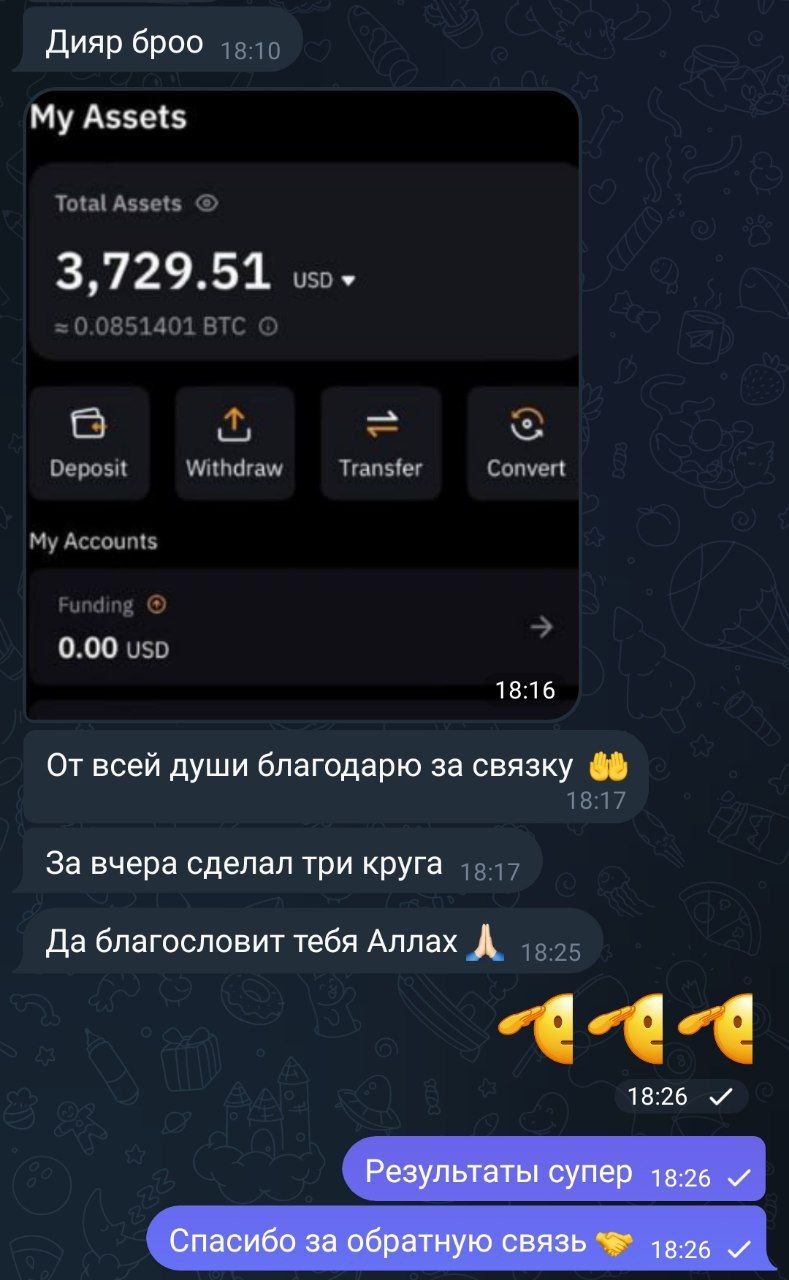 Дияр броо 18:10
My Assets
Total Assets
3,729.51 USD
≈ 0.0851401 BTC
Deposit Withdraw Transfer Convert
My Accounts
Funding
0.00 USD
18:16
От всей души благодарю за связку 🤲
18:17
За вчера сделал три круга 18:17
Да благословит тебя Аллах 🙏🏻 18:25
18:26
Результаты супер 18:26
Спасибо за обратную связь 🤝 18:26